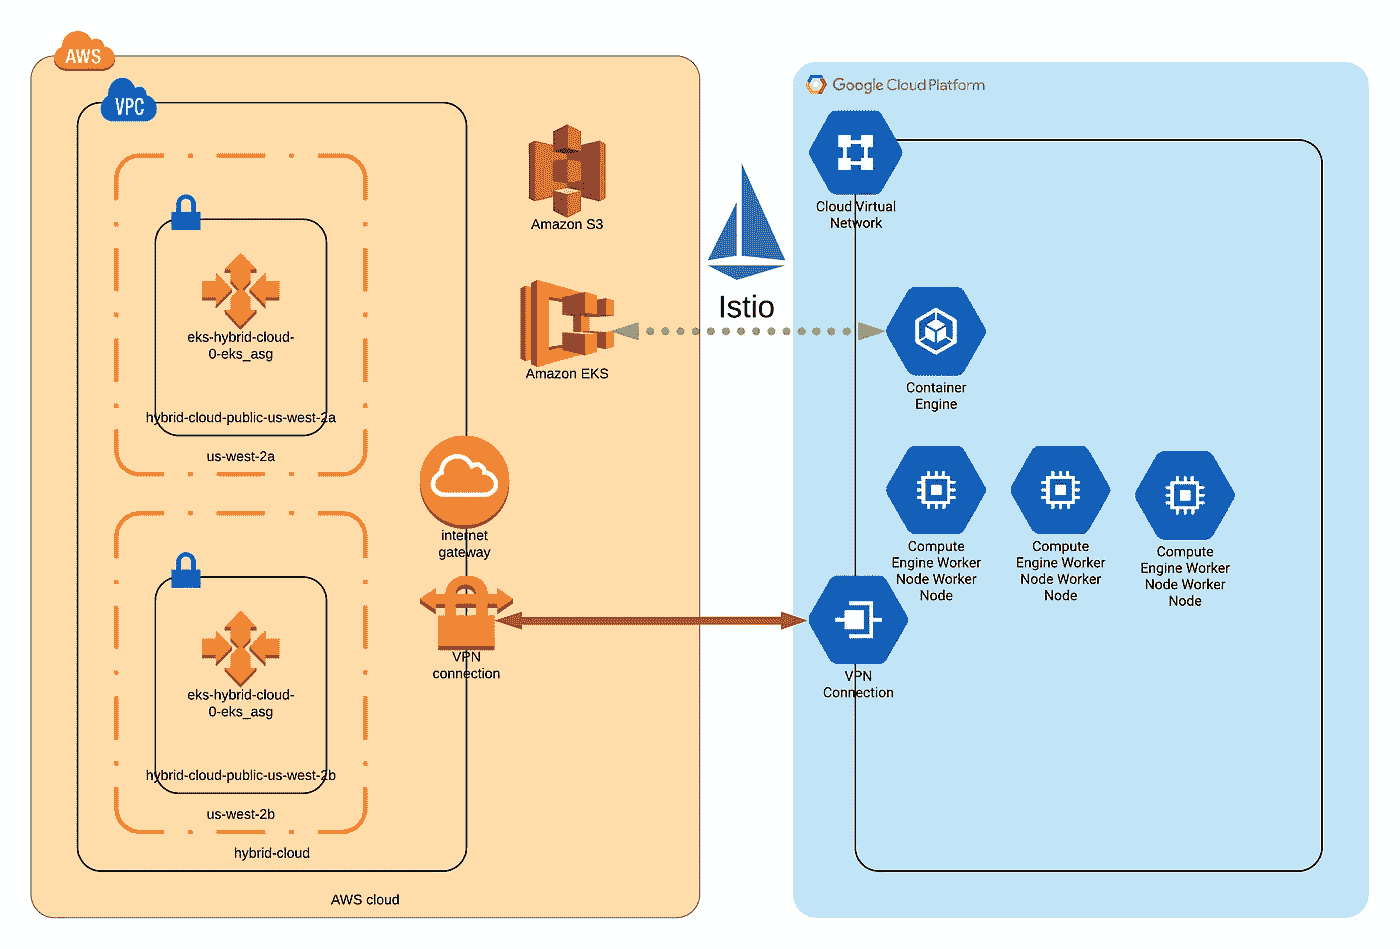 AWS
VPC
eks-hybrid-cloud-
0-eks_asg
hybrid-cloud-public-us-west-2a
us-west-2a
eks-hybrid-cloud-
0-eks_asg
hybrid-cloud-public-us-west-2b
us-west-2b
hybrid-cloud
AWS cloud
Amazon S3
Amazon EKS
internet
gateway
VPN
connection
Istio
Google Cloud Platform
Cloud Virtual
Network
Container
Engine
Compute
Engine Worker
Node Worker
Node
Compute
Engine Worker
Node Worker
Node
Compute
Engine Worker
Node Worker
Node
VPN
Connection